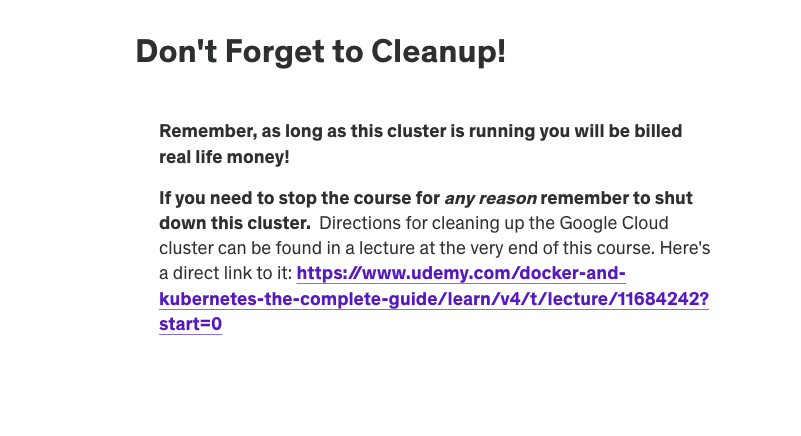 Don't Forget to Cleanup!
Remember, as long as this cluster is running you will be billed
real life money!
If you need to stop the course for any reason remember to shut
down this cluster.  Directions for cleaning up the Google Cloud
cluster can be found in a lecture at the very end of this course. Here's
a direct link to it: https://www.udemy.com/docker-and-
kubernetes-the-complete-guide/learn/v4/t/lecture/11684242?
start=0